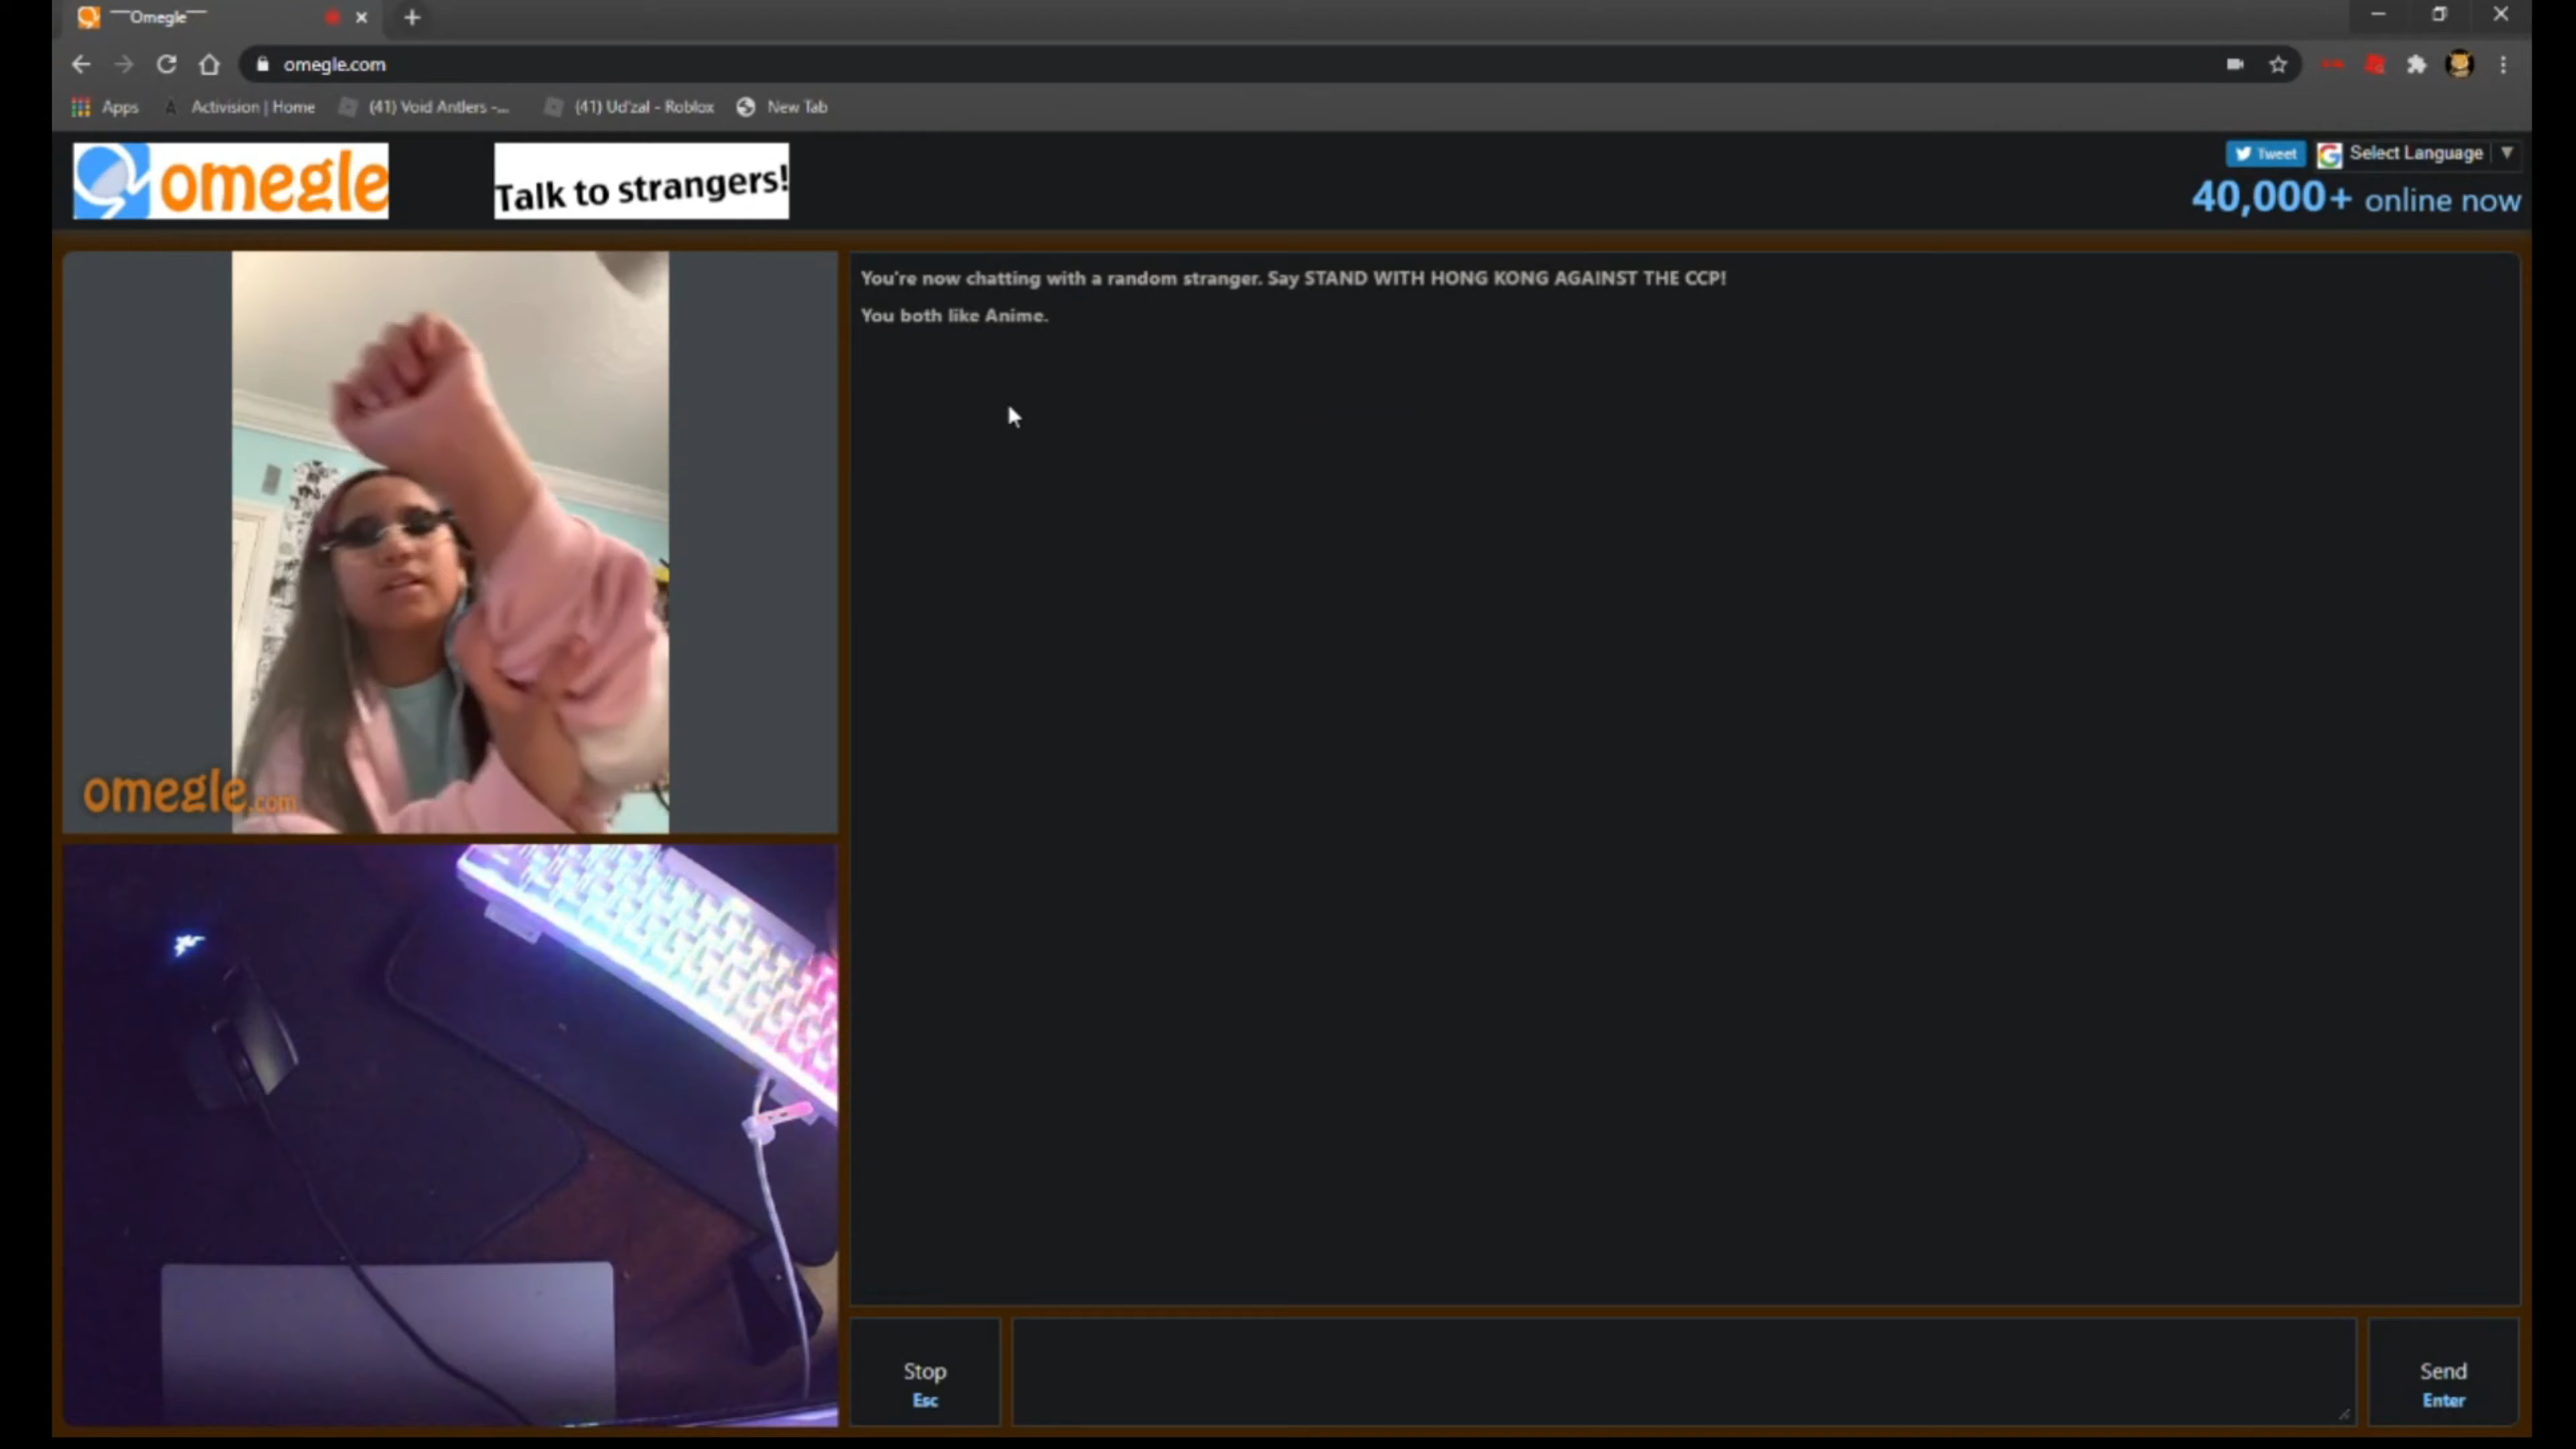 Omegle
omegle.com
Apps
Activision | Home
(41) Void Antlers -...
(41) Ud'zal - Roblox
New Tab
omegle
Talk to strangers!
Tweet
Select Language
40,000+ online now
You're now chatting with a random stranger. Say STAND WITH HONG KONG AGAINST THE CCP!
You both like Anime.
omegle.com
Stop
Esc
Send
Enter